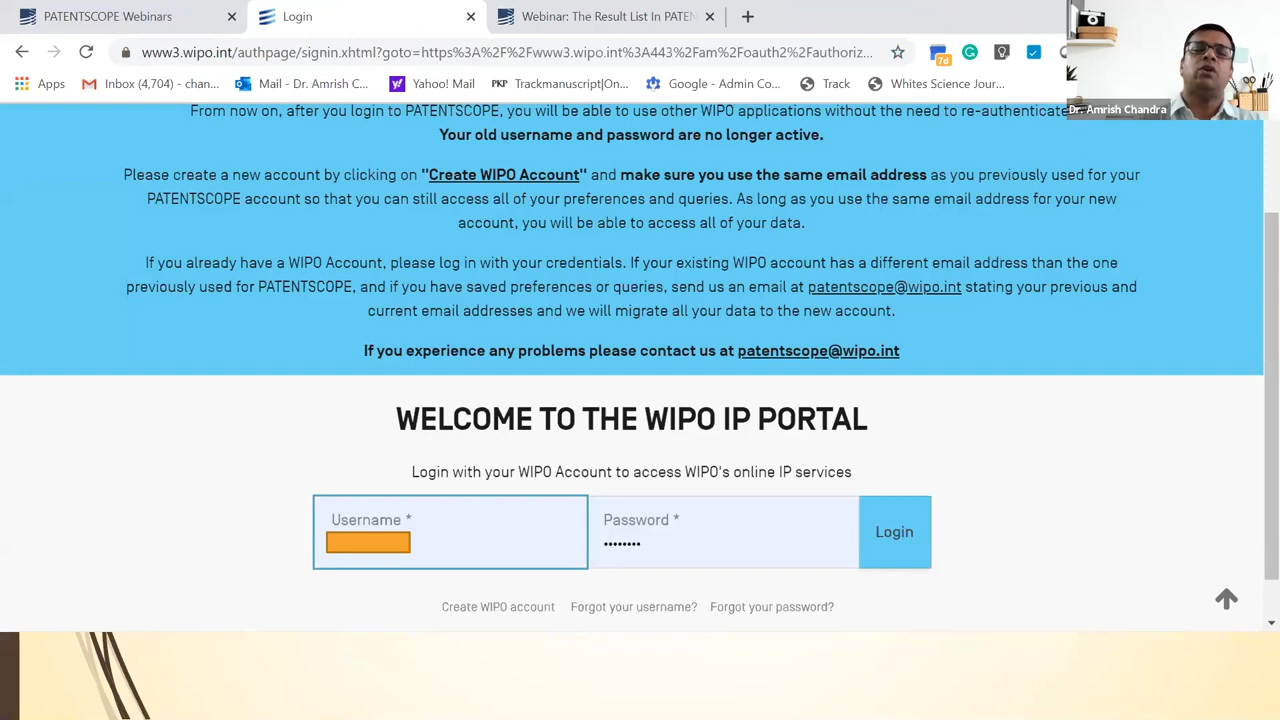 PATENTSCOPE Webinars
Login
Webinar: The Result List In PATEN
www3.wipo.int/authpage/signin.xhtml?goto=https%3A%2F%2Fwww3.wipo.int%3A443%2Fam%2Foauth2%2Fauthoriz...
7d
Apps
Inbox (4,704) - chan...
Mail - Dr. Amrish C...
Yahoo! Mail
PKP Trackmanuscript|On...
Google - Admin Co...
Track
Whites Science Jour...
Dr. Amrish Chandra
From now on, after you login to PATENTSCOPE, you will be able to use other WIPO applications without the need to re-authenticate
Your old username and password are no longer active.
Please create a new account by clicking on "Create WIPO Account" and make sure you use the same email address as you previously used for your
PATENTSCOPE account so that you can still access all of your preferences and queries. As long as you use the same email address for your new
account, you will be able to access all of your data.
If you already have a WIPO Account, please log in with your credentials. If your existing WIPO account has a different email address than the one
previously used for PATENTSCOPE, and if you have saved preferences or queries, send us an email at patentscope@wipo.int stating your previous and
current email addresses and we will migrate all your data to the new account.
If you experience any problems please contact us at patentscope@wipo.int
WELCOME TO THE WIPO IP PORTAL
Login with your WIPO Account to access WIPO's online IP services
Username *
Password *
••••••••
Login
Create WIPO account
Forgot your username?
Forgot your password?